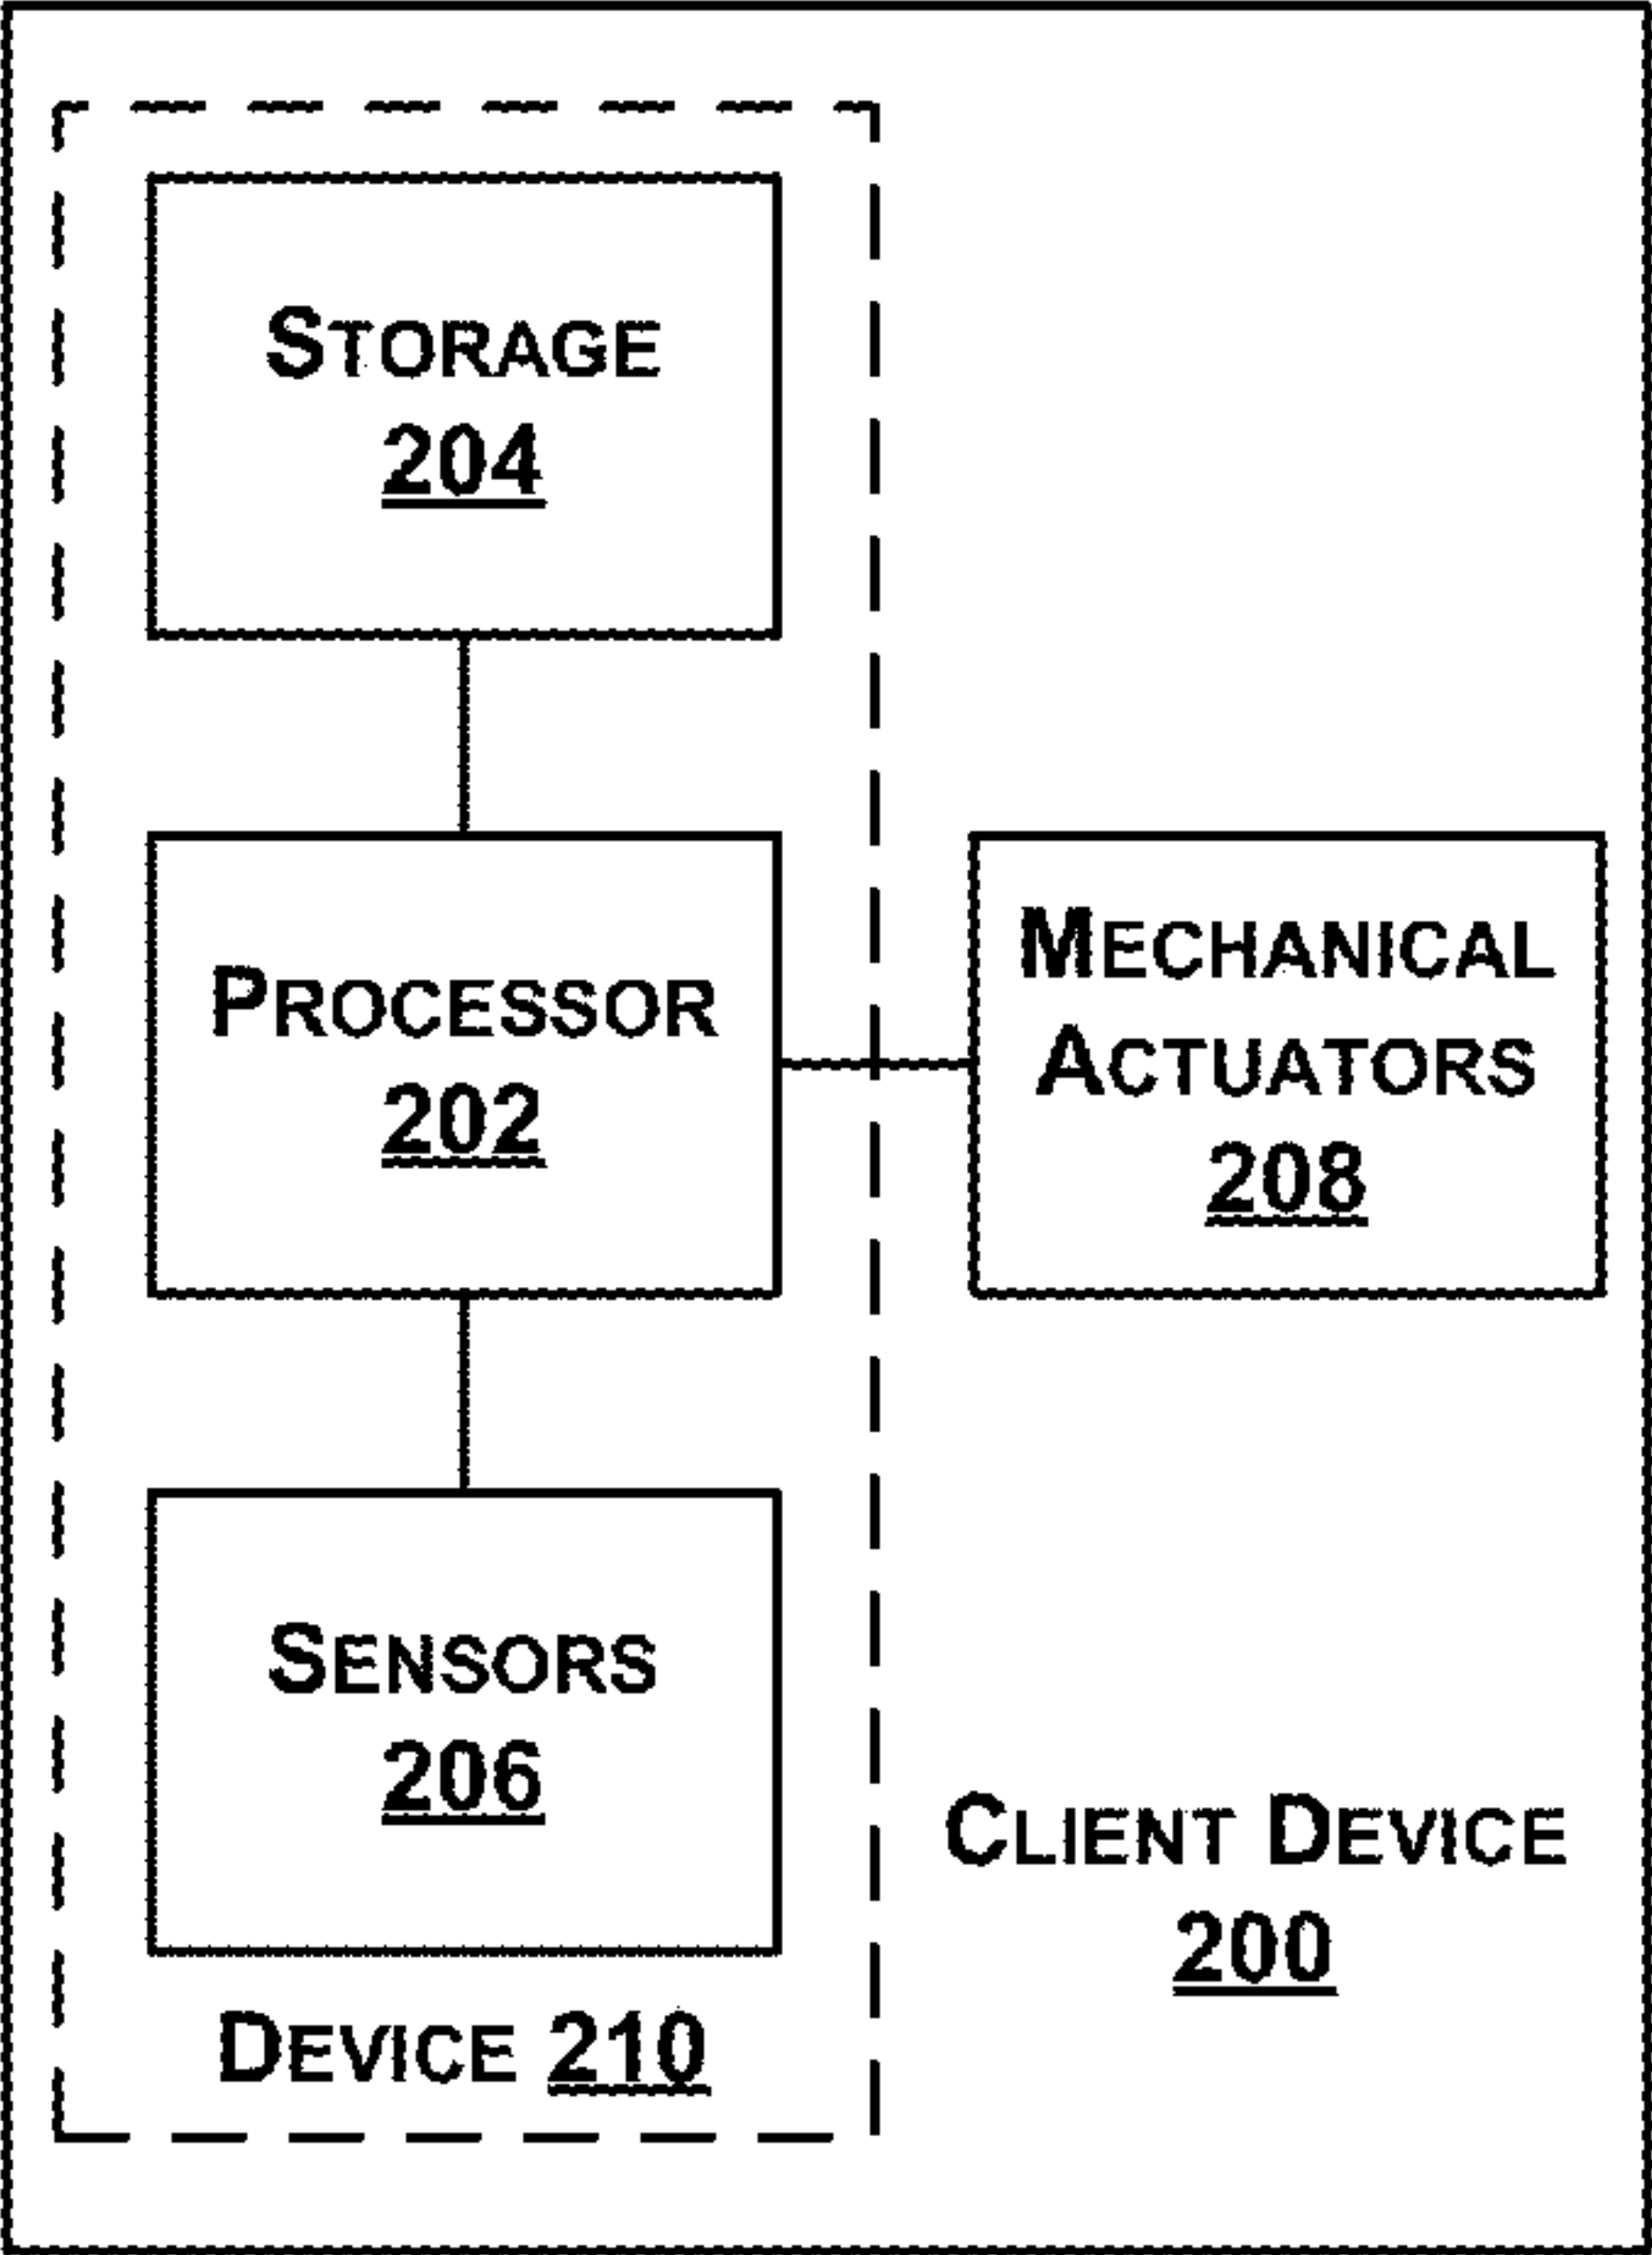 STORAGE
204
PROCESSOR
202
MECHANICAL
ACTUATORS
208
SENSORS
206
CLIENT DEVICE
200
DEVICE 210